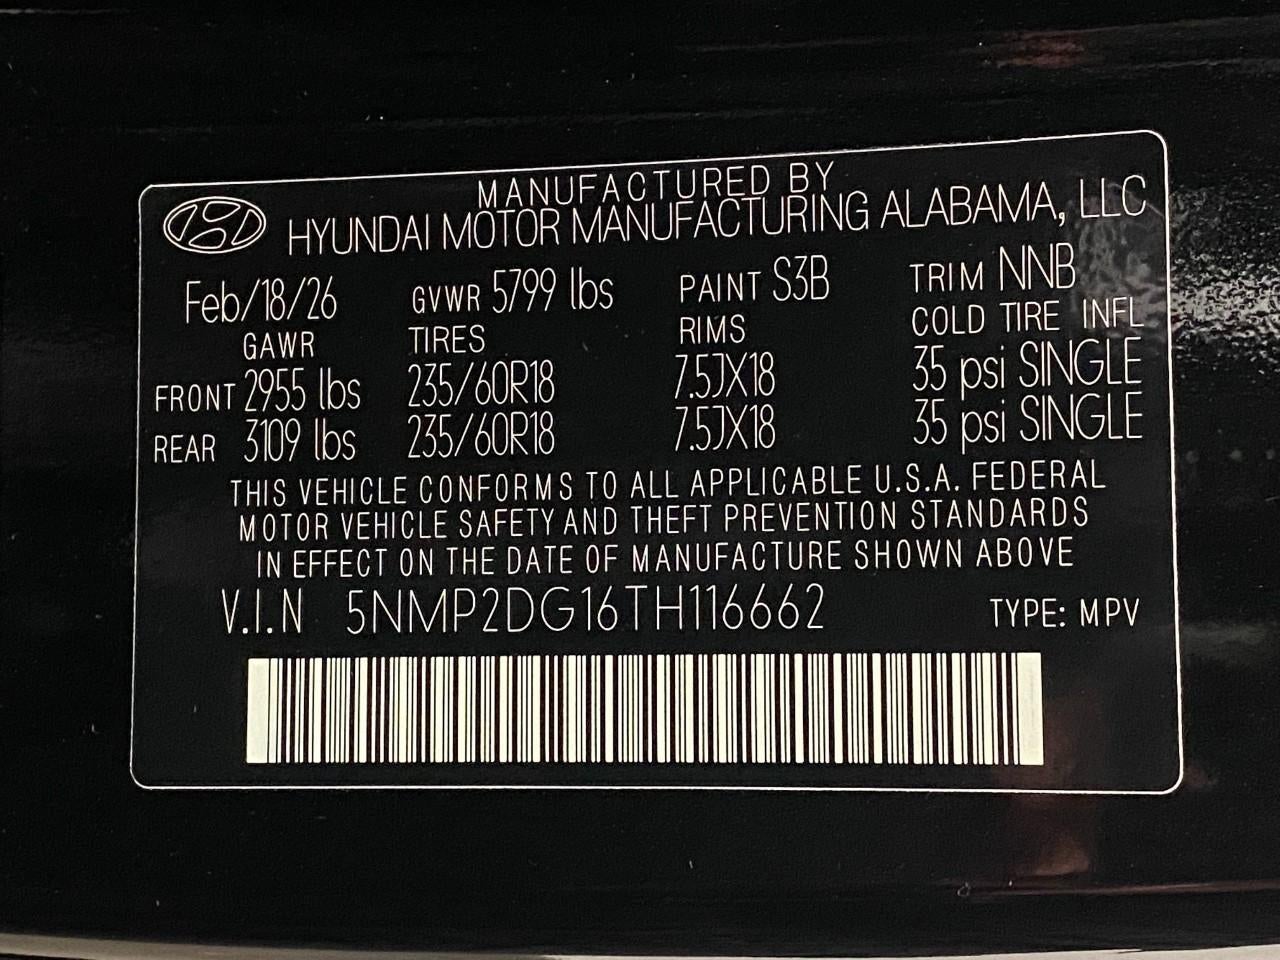 MANUFACTURED BY
HYUNDAI MOTOR MANUFACTURING ALABAMA, LLC
Feb/18/26 GVWR 5799 lbs PAINT S3B TRIM NNB
GAWR TIRES RIMS COLD TIRE INFL
FRONT 2955 lbs 235/60R18 7.5JX18 35 psi SINGLE
REAR 3109 lbs 235/60R18 7.5JX18 35 psi SINGLE
THIS VEHICLE CONFORMS TO ALL APPLICABLE U.S.A. FEDERAL
MOTOR VEHICLE SAFETY AND THEFT PREVENTION STANDARDS
IN EFFECT ON THE DATE OF MANUFACTURE SHOWN ABOVE
V.I.N 5NMP2DG16TH116662 TYPE: MPV